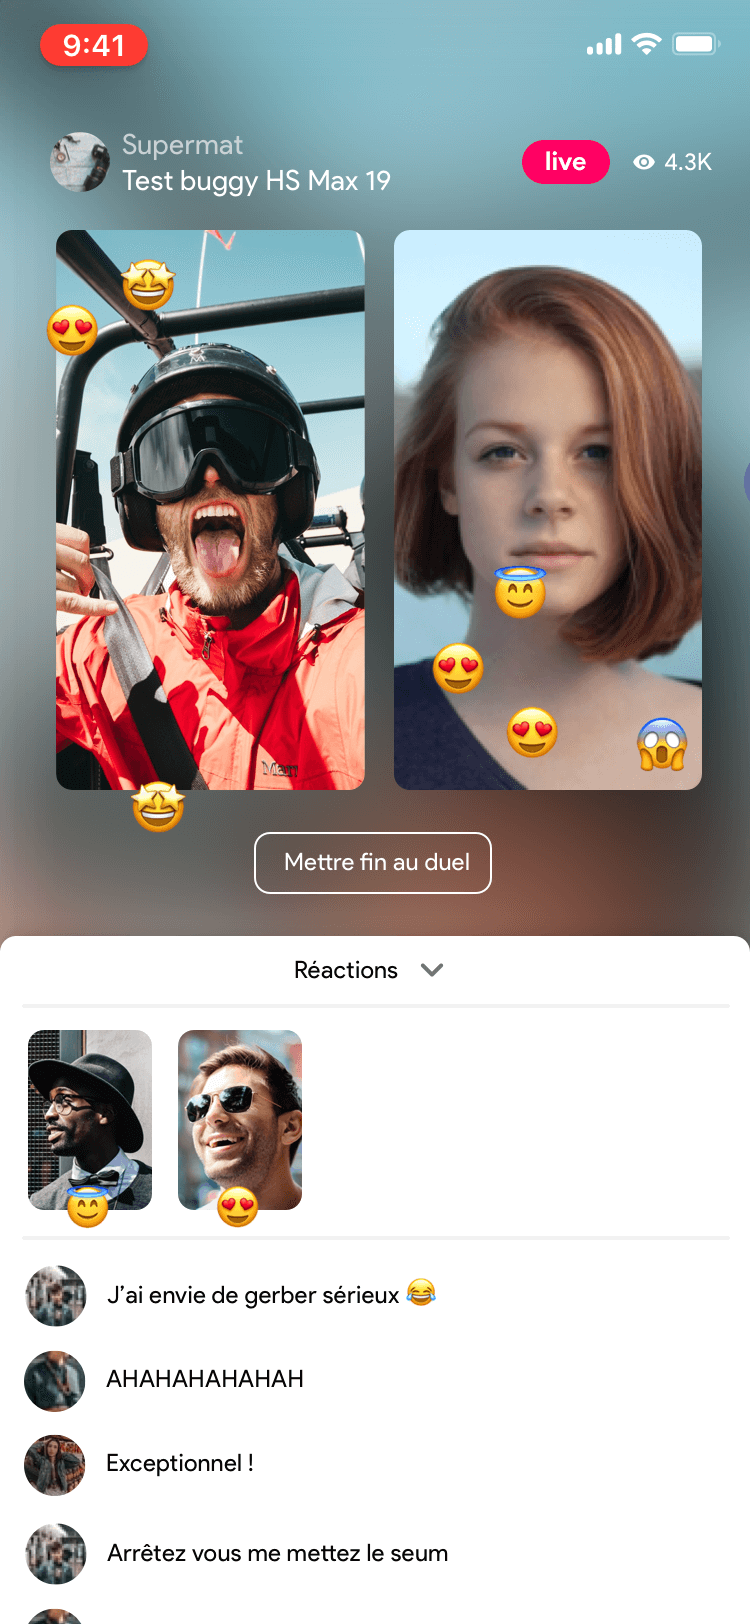 9:41
Supermat
Test buggy HS Max 19
live
4.3K
Mettre fin au duel
Réactions
J'ai envie de gerber sérieux 😂
AHAHAHAHAHAH
Exceptionnel !
Arrêtez vous me mettez le seum